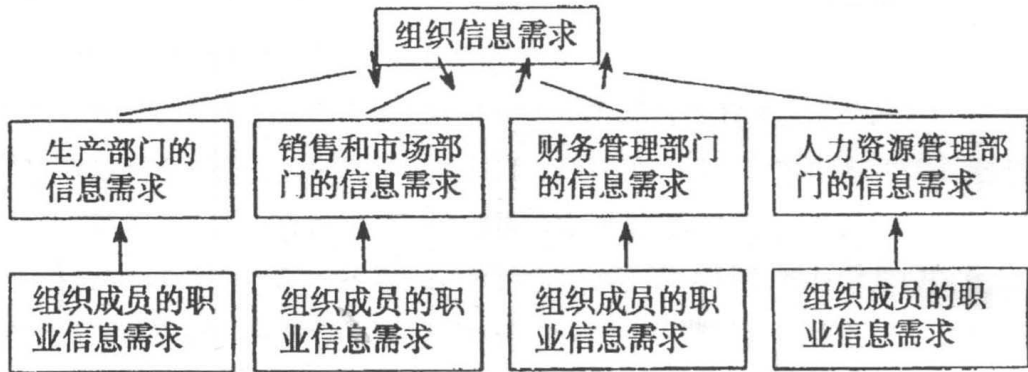 组织信息需求
生产部门的
信息需求
销售和市场部
门的信息需求
财务管理部门
的信息需求
人力资源管理部
门的信息需求
组织成员的职
业信息需求
组织成员的职
业信息需求
组织成员的职
业信息需求
组织成员的职
业信息需求